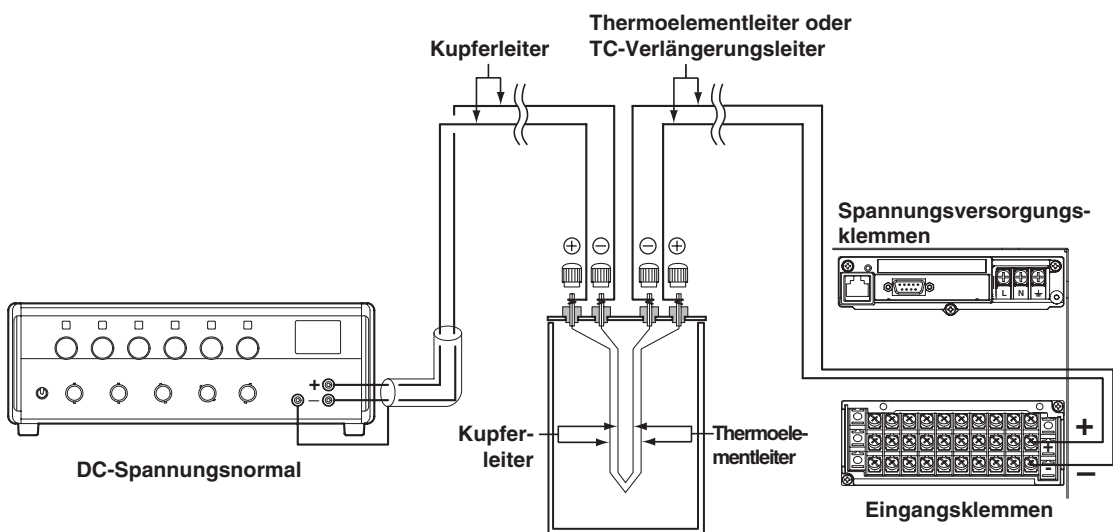 Thermoelementleiter oder
TC-Verlängerungsleiter
Kupferleiter
Spannungsversorgungs-
klemmen
+ − − +
L N
+
−
DC-Spannungsnormal
Kupfer-
leiter
Thermoele-
mentleiter
+
+
-
−
Eingangsklemmen